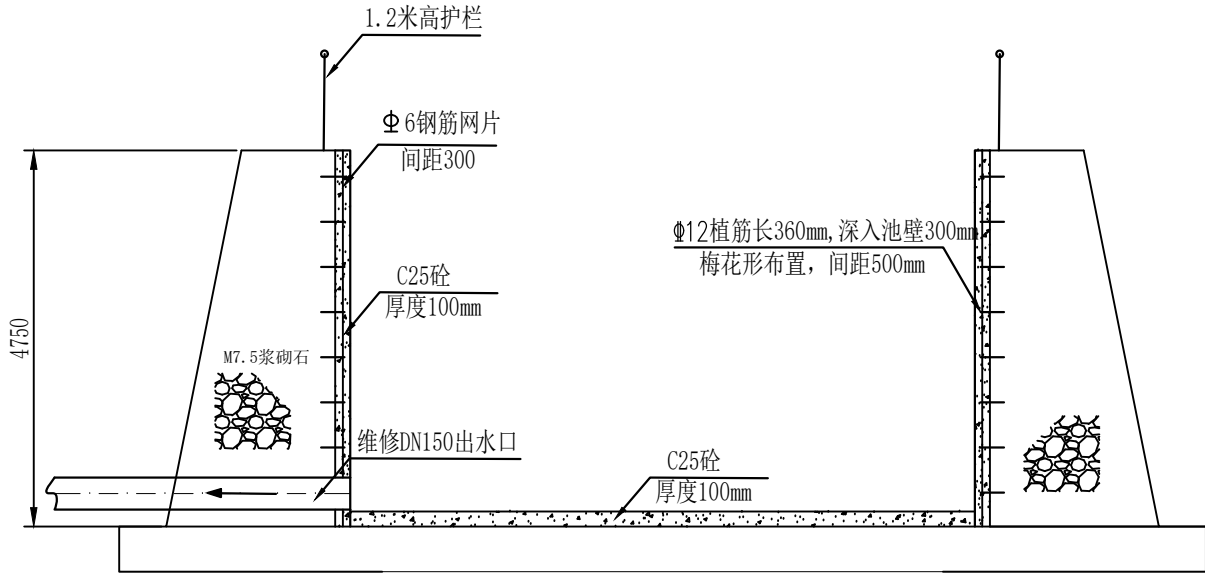 1.2米高护栏
Φ6钢筋网片
间距300
Φ12植筋长360mm,深入池壁300mm
梅花形布置，间距500mm
C25砼
厚度100mm
4750
M7.5浆砌石
维修DN150出水口
C25砼
厚度100mm